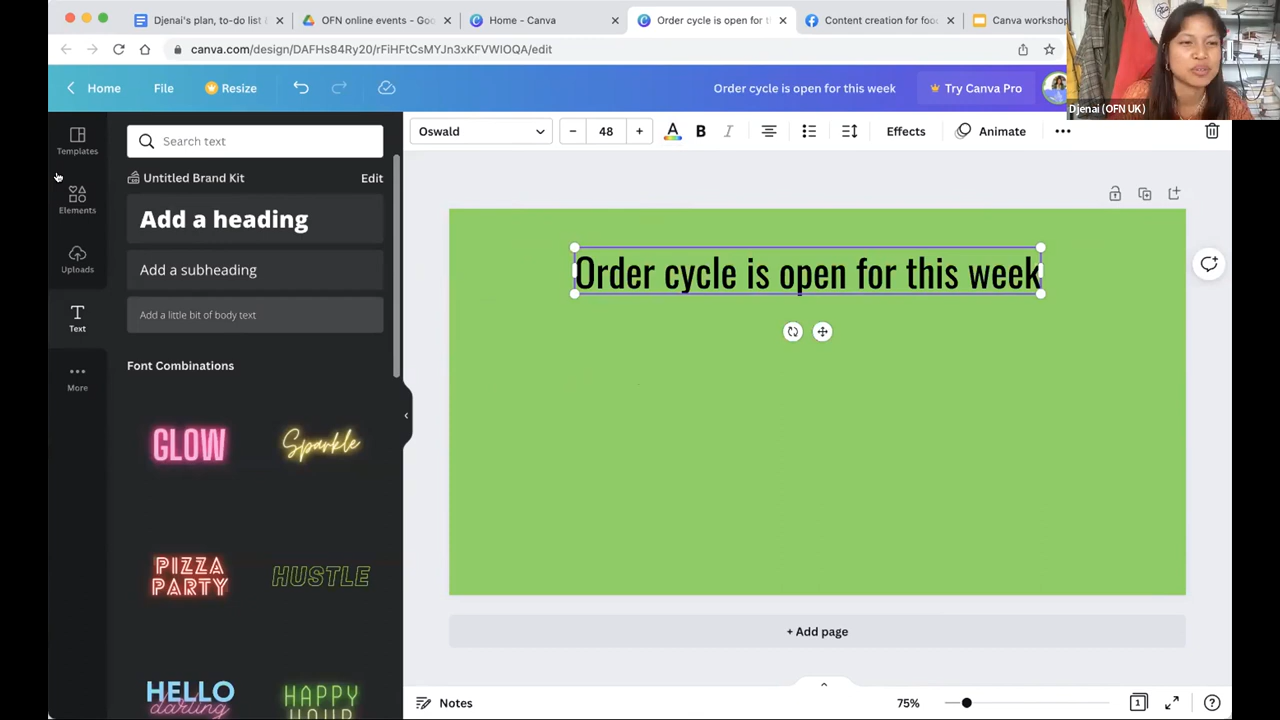 Djenai's plan, to-do list
OFN online events - Goo
Home - Canva
Order cycle is open for t
Content creation for food
Canva workshop
canva.com/design/DAFHs84Ry20/rFiHFtCsMYJn3xKFVWIOQA/edit
Djenai (OFN UK)
Home
File
Resize
Order cycle is open for this week
Try Canva Pro
Templates
Elements
Uploads
Text
More
Search text
Untitled Brand Kit
Edit
Add a heading
Add a subheading
Add a little bit of body text
Font Combinations
GLOW
Sparkle
PIZZA
PARTY
HUSTLE
HELLO
darling
HAPPY
HOUR
Oswald
48
A
B
I
Effects
Animate
Order cycle is open for this week
+ Add page
Notes
75%
1